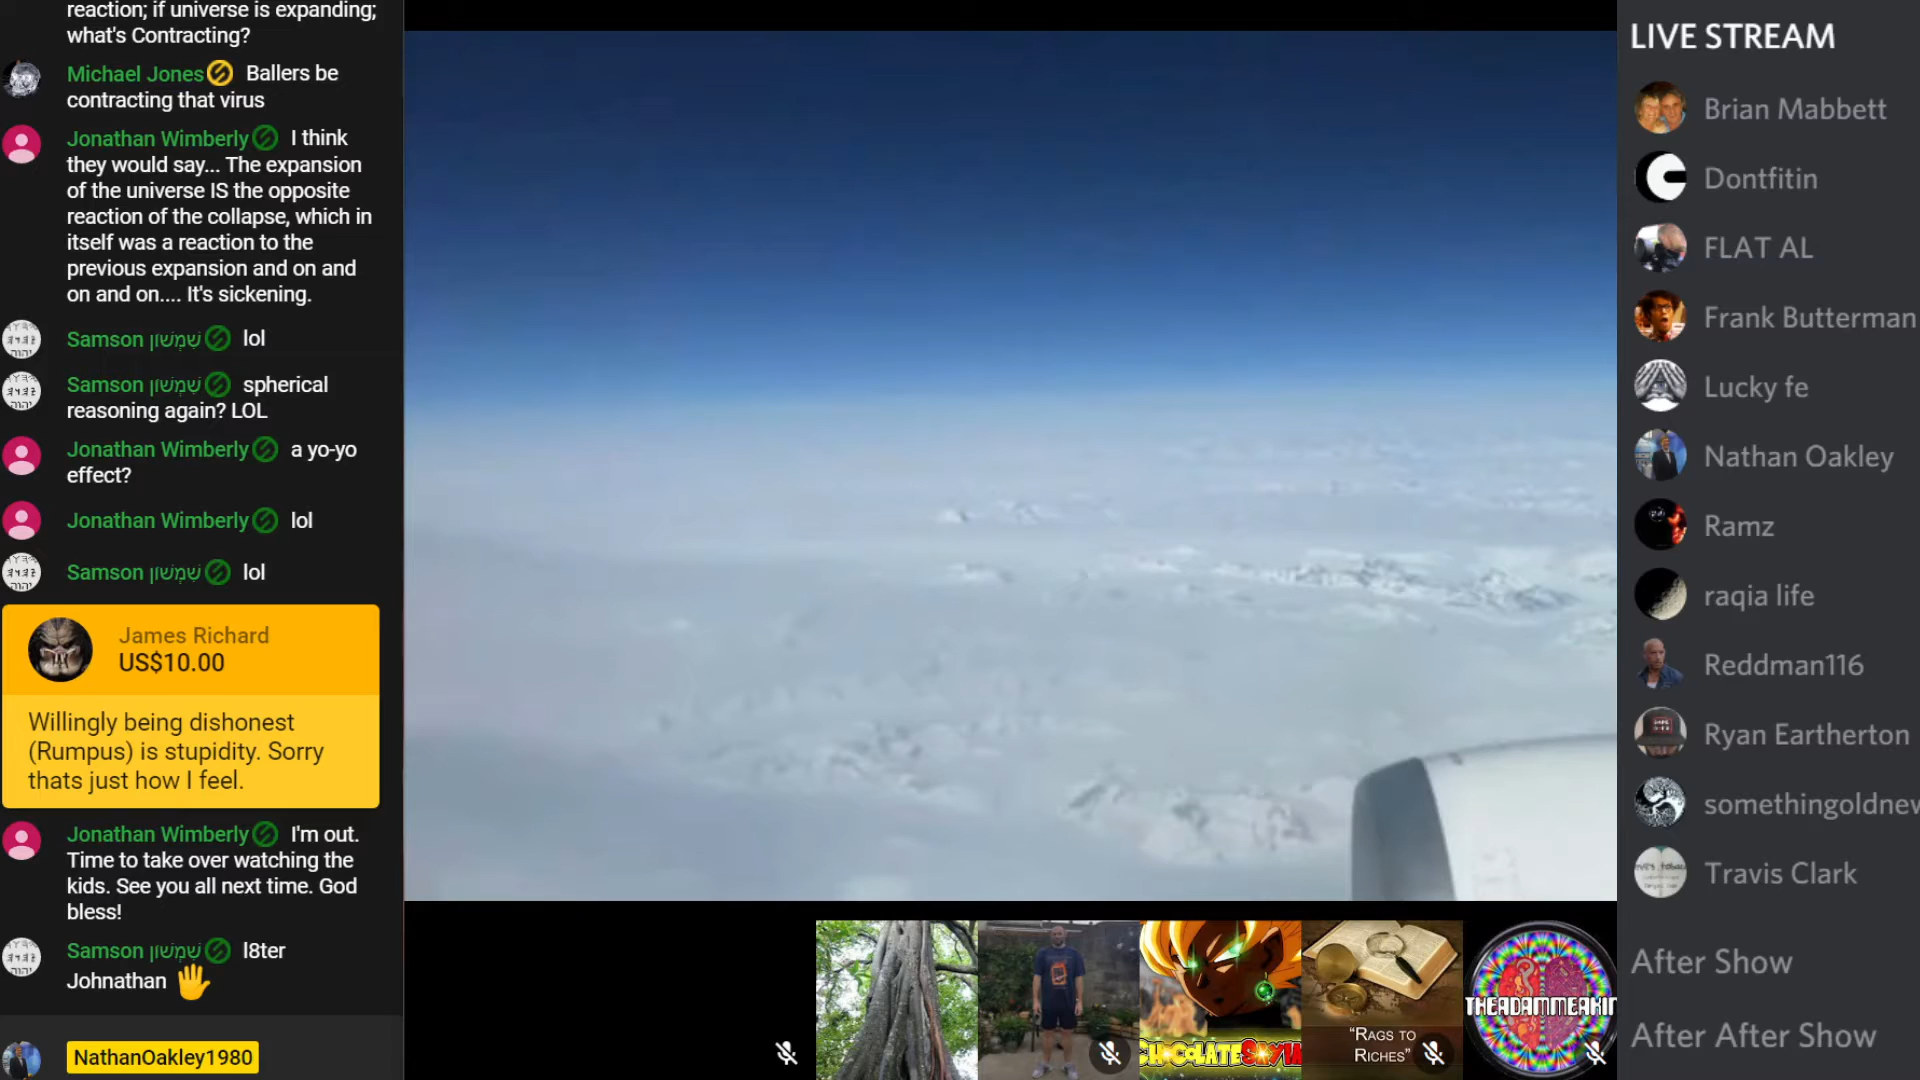 reaction; if universe is expanding;
what's Contracting?
Michael Jones Ballers be
contracting that virus
Jonathan Wimberly I think
they would say... The expansion
of the universe IS the opposite
reaction of the collapse, which in
itself was a reaction to the
previous expansion and on and
on and on.... It's sickening.
Samson שִׁמְשׁוֹן| lol
Samson שִׁמְשׁוֹן| spherical
reasoning again? LOL
Jonathan Wimberly a yo-yo
effect?
Jonathan Wimberly lol
Samson שִׁמְשׁוֹן| lol
James Richard
US$10.00
Willingly being dishonest
(Rumpus) is stupidity. Sorry
thats just how I feel.
Jonathan Wimberly I'm out.
Time to take over watching the
kids. See you all next time. God
bless!
Samson שִׁמְשׁוֹן| l8ter
Johnathan 🖐
NathanOakley1980
CHOCOLATESAYIA
“RAGS TO
RICHES”
THEADAMMEAKIN
LIVE STREAM
Brian Mabbett
Dontfitin
FLAT AL
Frank Butterman
Lucky fe
Nathan Oakley
Ramz
raqia life
Reddman116
Ryan Eartherton
somethingoldnew
Travis Clark
After Show
After After Show